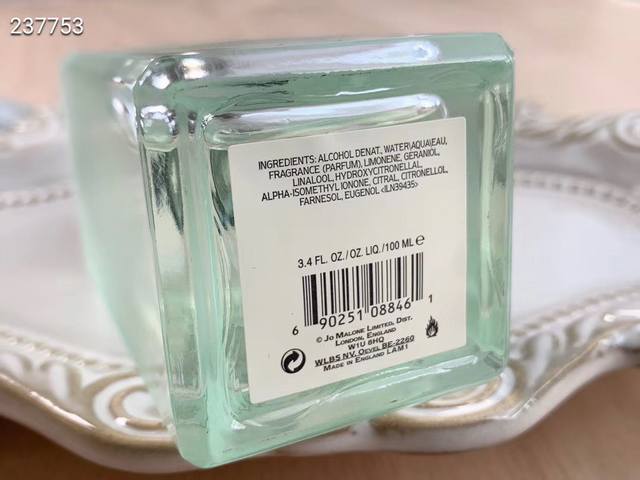 237753
INGREDIENTS: ALCOHOL DENAT., WATER\AQUA\EAU,
FRAGRANCE (PARFUM), LIMONENE, GERANIOL,
LINALOOL, HYDROXYCITRONELLAL,
ALPHA-ISOMETHYL IONONE, CITRAL, CITRONELLOL,
FARNESOL, EUGENOL <ILN39435>
3.4 FL. OZ./OZ. LIQ./100 ML e
6 90251 08846 1
© JO MALONE LIMITED, DIST.
LONDON, ENGLAND
W1U 6HQ
WLBS NV. OEVEL BE-2260
MADE IN ENGLAND LAM1